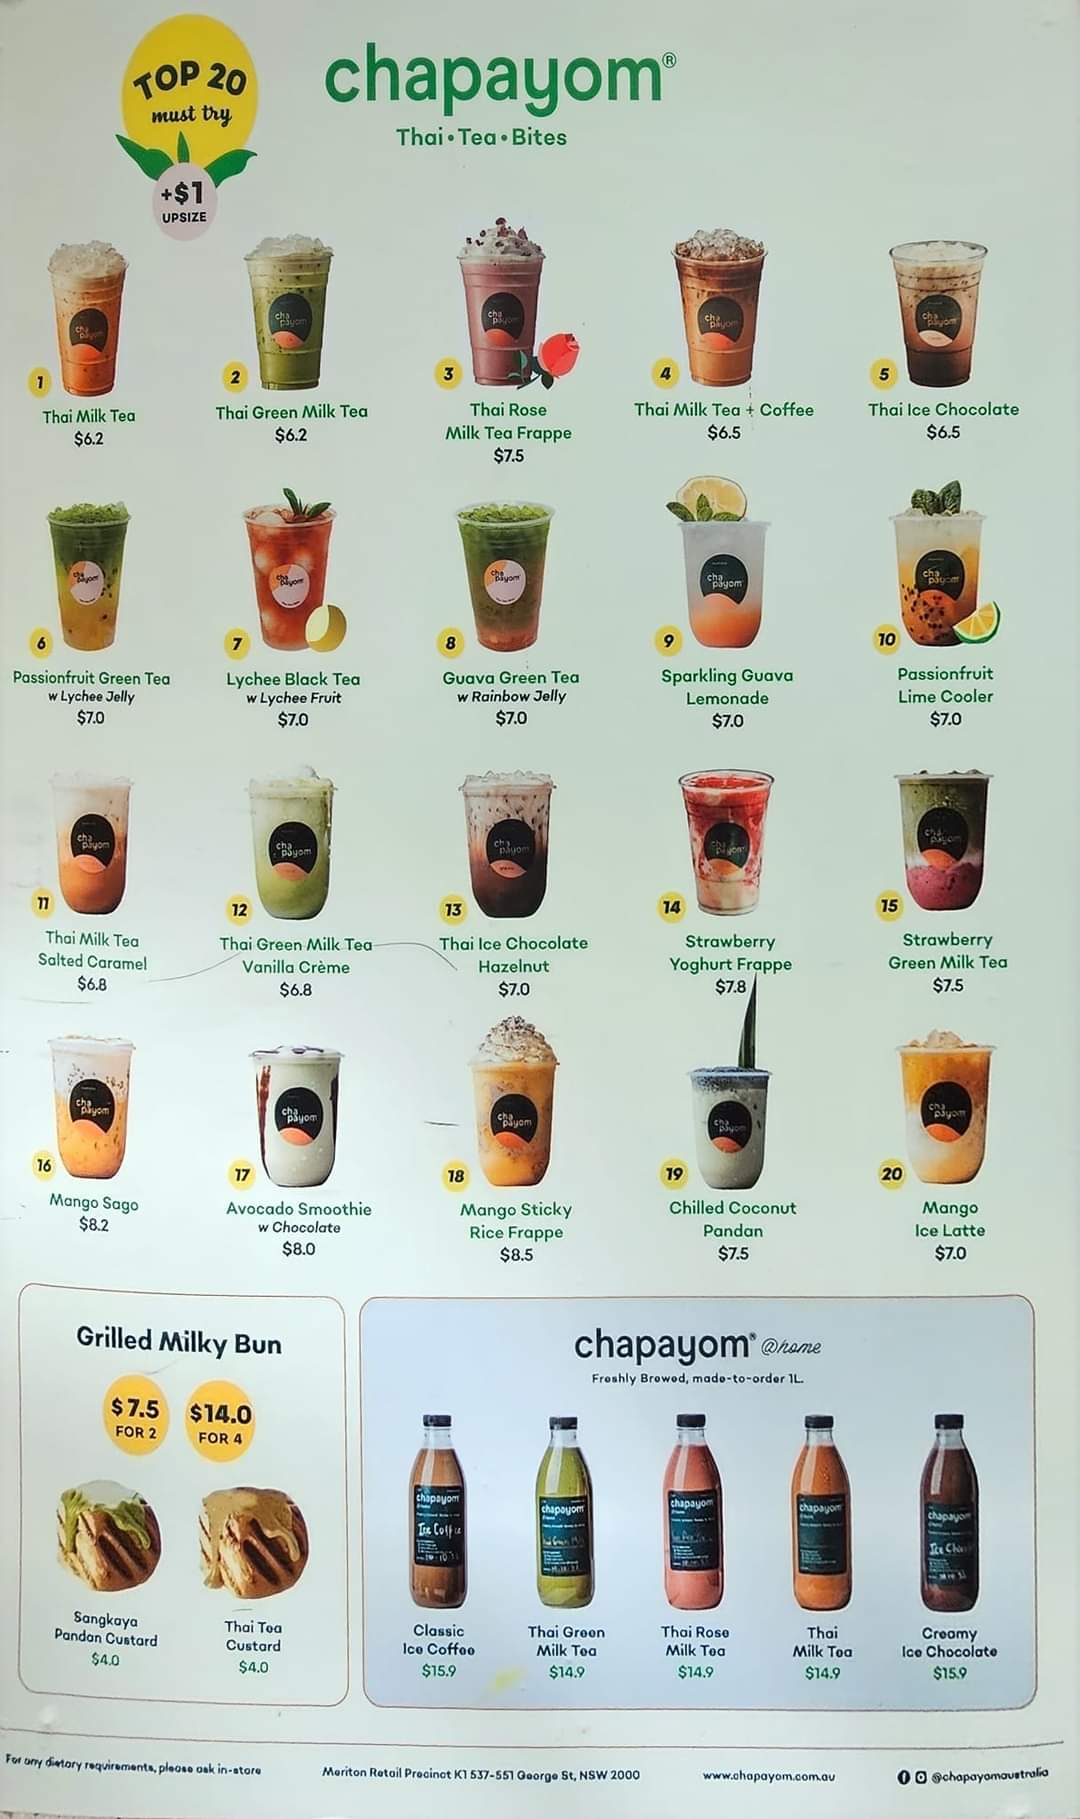 TOP 20
must try
+$1
UPSIZE
chapayom®
Thai • Tea • Bites
1
Thai Milk Tea
$6.2
2
Thai Green Milk Tea
$6.2
3
Thai Rose
Milk Tea Frappe
$7.5
4
Thai Milk Tea + Coffee
$6.5
5
Thai Ice Chocolate
$6.5
6
Passionfruit Green Tea
w Lychee Jelly
$7.0
7
Lychee Black Tea
w Lychee Fruit
$7.0
8
Guava Green Tea
w Rainbow Jelly
$7.0
9
Sparkling Guava
Lemonade
$7.0
10
Passionfruit
Lime Cooler
$7.0
11
Thai Milk Tea
Salted Caramel
$6.8
12
Thai Green Milk Tea
Vanilla Crème
$6.8
13
Thai Ice Chocolate
Hazelnut
$7.0
14
Strawberry
Yoghurt Frappe
$7.8
15
Strawberry
Green Milk Tea
$7.5
16
Mango Sago
$8.2
17
Avocado Smoothie
w Chocolate
$8.0
18
Mango Sticky
Rice Frappe
$8.5
19
Chilled Coconut
Pandan
$7.5
20
Mango
Ice Latte
$7.0
Grilled Milky Bun
$7.5
FOR 2
$14.0
FOR 4
Sangkaya
Pandan Custard
$4.0
Thai Tea
Custard
$4.0
chapayom® @home
Freshly Brewed, made-to-order 1L.
Classic
Ice Coffee
$15.9
Thai Green
Milk Tea
$14.9
Thai Rose
Milk Tea
$14.9
Thai
Milk Tea
$14.9
Creamy
Ice Chocolate
$15.9
For any dietary requirements, please ask in-store
Meriton Retail Precinct K1 537-551 George St, NSW 2000
www.chapayom.com.au
@chapayomaustralia